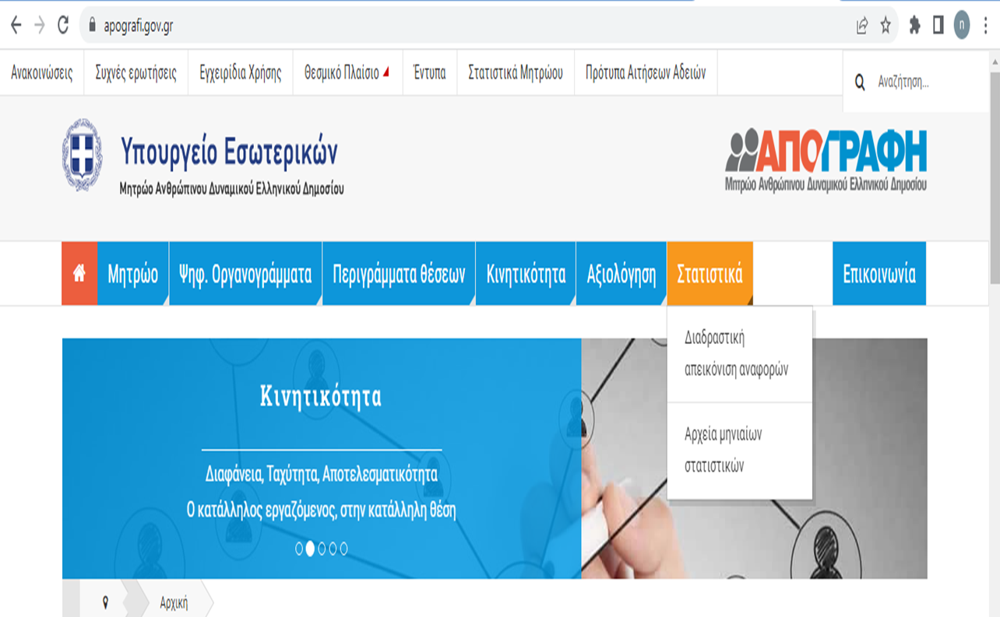 apografi.gov.gr
n
Ανακοινώσεις Συχνές ερωτήσεις Εγχειρίδια Χρήσης Θεσμικό Πλαίσιο Έντυπα Στατιστικά Μητρώου Πρότυπα Αιτήσεων Αδειών
Αναζήτηση...
Υπουργείο Εσωτερικών
Μητρώο Ανθρώπινου Δυναμικού Ελληνικού Δημοσίου
ΑΠΟΓΡΑΦΗ
Μητρώο Ανθρώπινου Δυναμικού Ελληνικού Δημοσίου
Μητρώο Ψηφ. Οργανογράμματα Περιγράμματα θέσεων Κινητικότητα Αξιολόγηση Στατιστικά Επικοινωνία
Διαδραστική
απεικόνιση αναφορών
Αρχεία μηνιαίων
στατιστικών
Κινητικότητα
Διαφάνεια, Ταχύτητα, Αποτελεσματικότητα
Ο κατάλληλος εργαζόμενος, στην κατάλληλη θέση
Αρχική